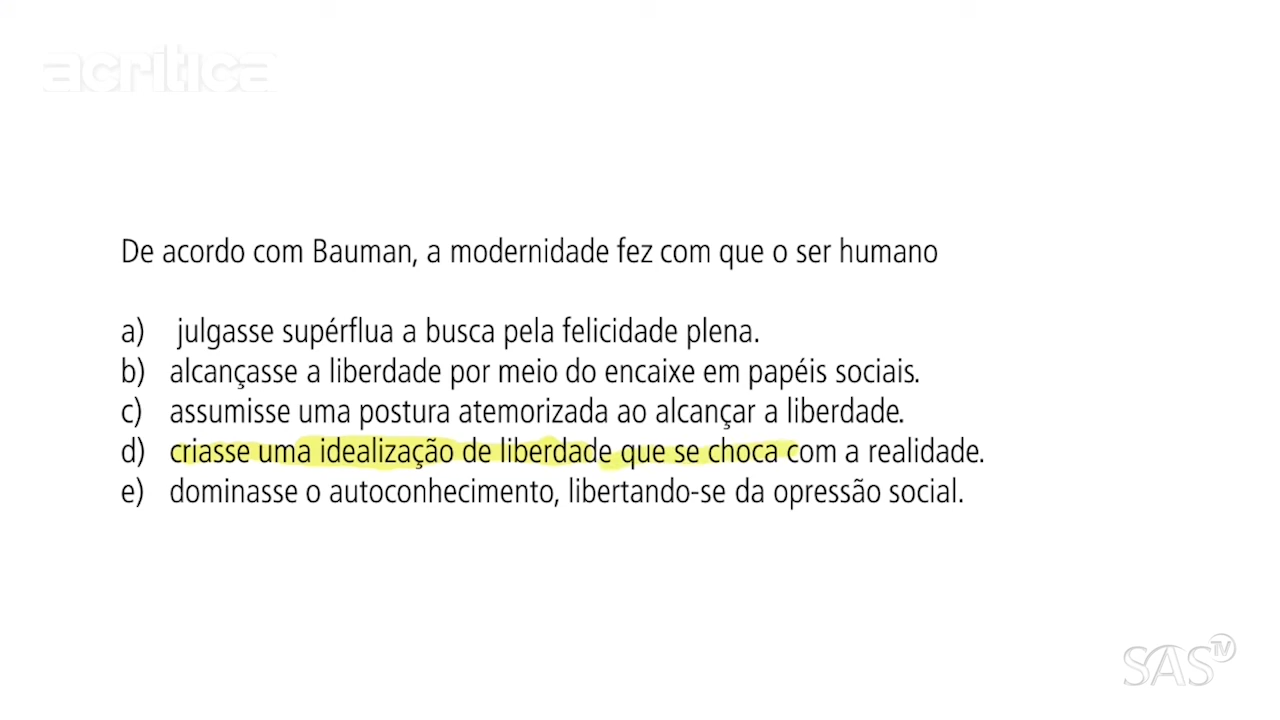 acrítica
De acordo com Bauman, a modernidade fez com que o ser humano
a) julgasse supérflua a busca pela felicidade plena.
b) alcançasse a liberdade por meio do encaixe em papéis sociais.
c) assumisse uma postura atemorizada ao alcançar a liberdade.
d) criasse uma idealização de liberdade que se choca com a realidade.
e) dominasse o autoconhecimento, libertando-se da opressão social.
SAS TV